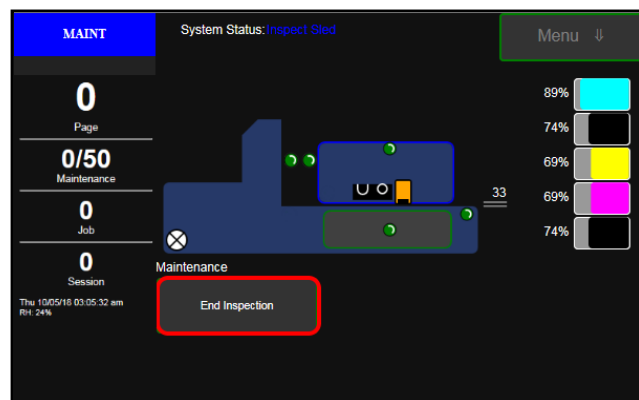 MAINT
System Status:Inspect Sled
Menu ⇓
0
Page
0/50
Maintenance
0
Job
0
Session
Thu 10/05/18 03:05:32 am
RH: 24%
33
89%
74%
69%
69%
74%
Maintenance
End Inspection